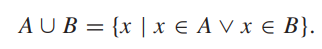 A ∪ B = {x | x ∈ A ∨ x ∈ B}.